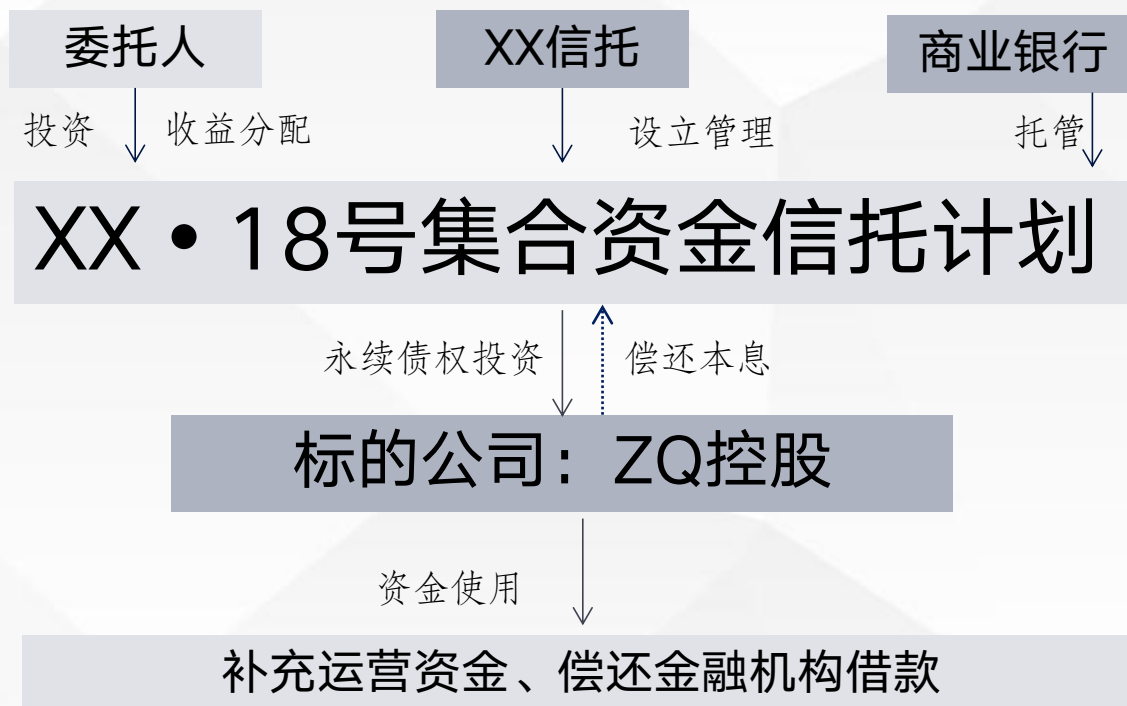 委托人
XX信托
商业银行
投资
收益分配
设立管理
托管
XX•18号集合资金信托计划
永续债权投资
偿还本息
标的公司：ZQ控股
资金使用
补充运营资金、偿还金融机构借款